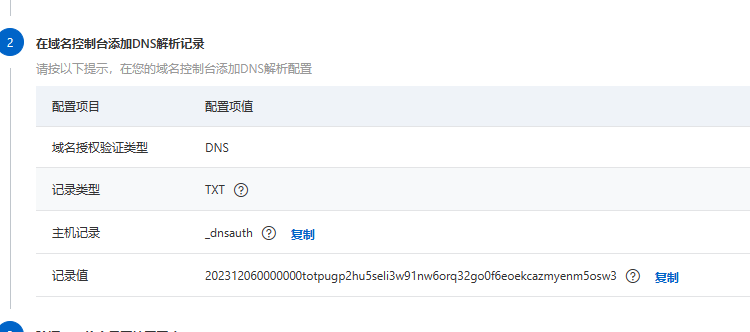 2
在域名控制台添加DNS解析记录
请按以下提示，在您的域名控制台添加DNS解析配置
配置项目 配置项值
域名授权验证类型 DNS
记录类型 TXT ?
主机记录 _dnsauth ? 复制
记录值 202312060000000totpugp2hu5seli3w91nw6orq32go0f6eoekcazmyenm5osw3 ? 复制